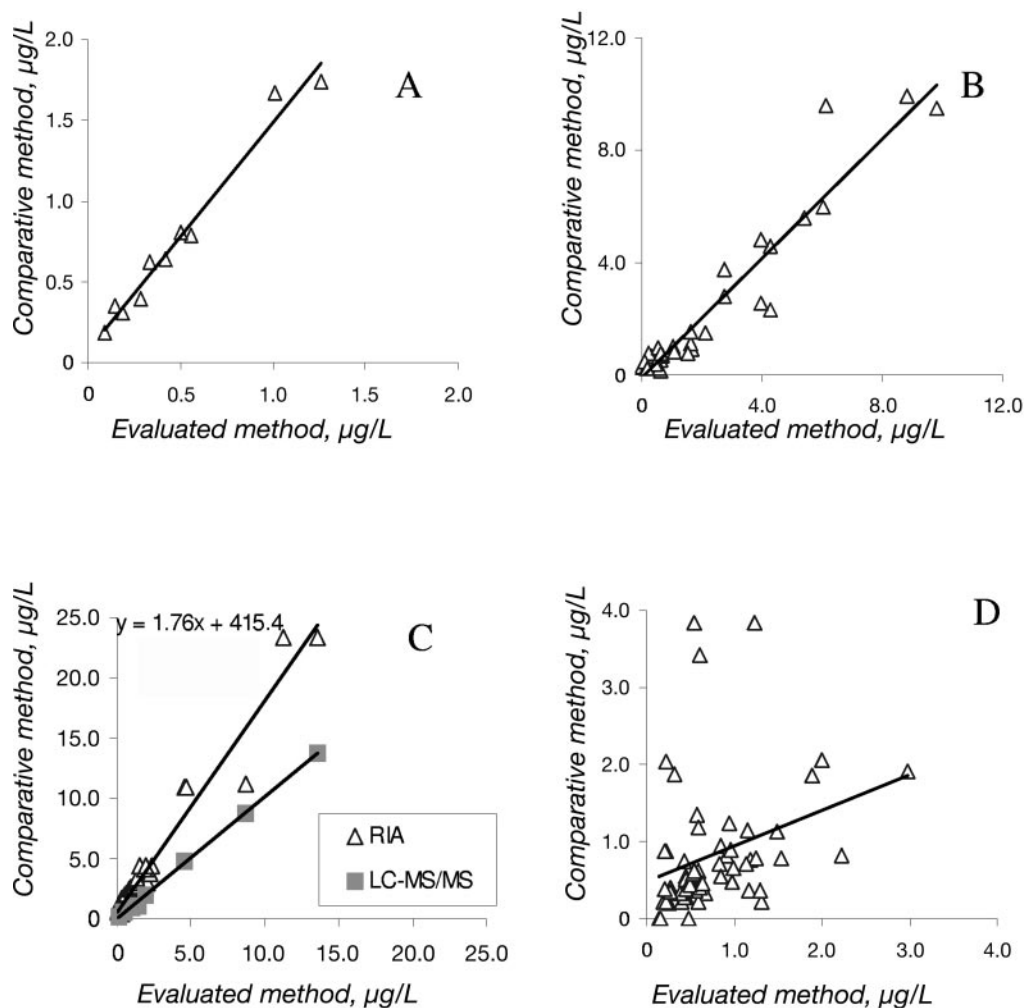 2.0
1.5
1.0
0.5
0
0
0.5
1.0
1.5
2.0
Comparative method, µg/L
Evaluated method, µg/L
A
12.0
8.0
4.0
0
0
4.0
8.0
12.0
Comparative method, µg/L
Evaluated method, µg/L
B
25.0
20.0
15.0
10.0
5.0
0
0
5.0
10.0
15.0
20.0
25.0
Comparative method, µg/L
Evaluated method, µg/L
y = 1.76x + 415.4
C
RIA
LC-MS/MS
4.0
3.0
2.0
1.0
0
0
1.0
2.0
3.0
4.0
Comparative method, µg/L
Evaluated method, µg/L
D